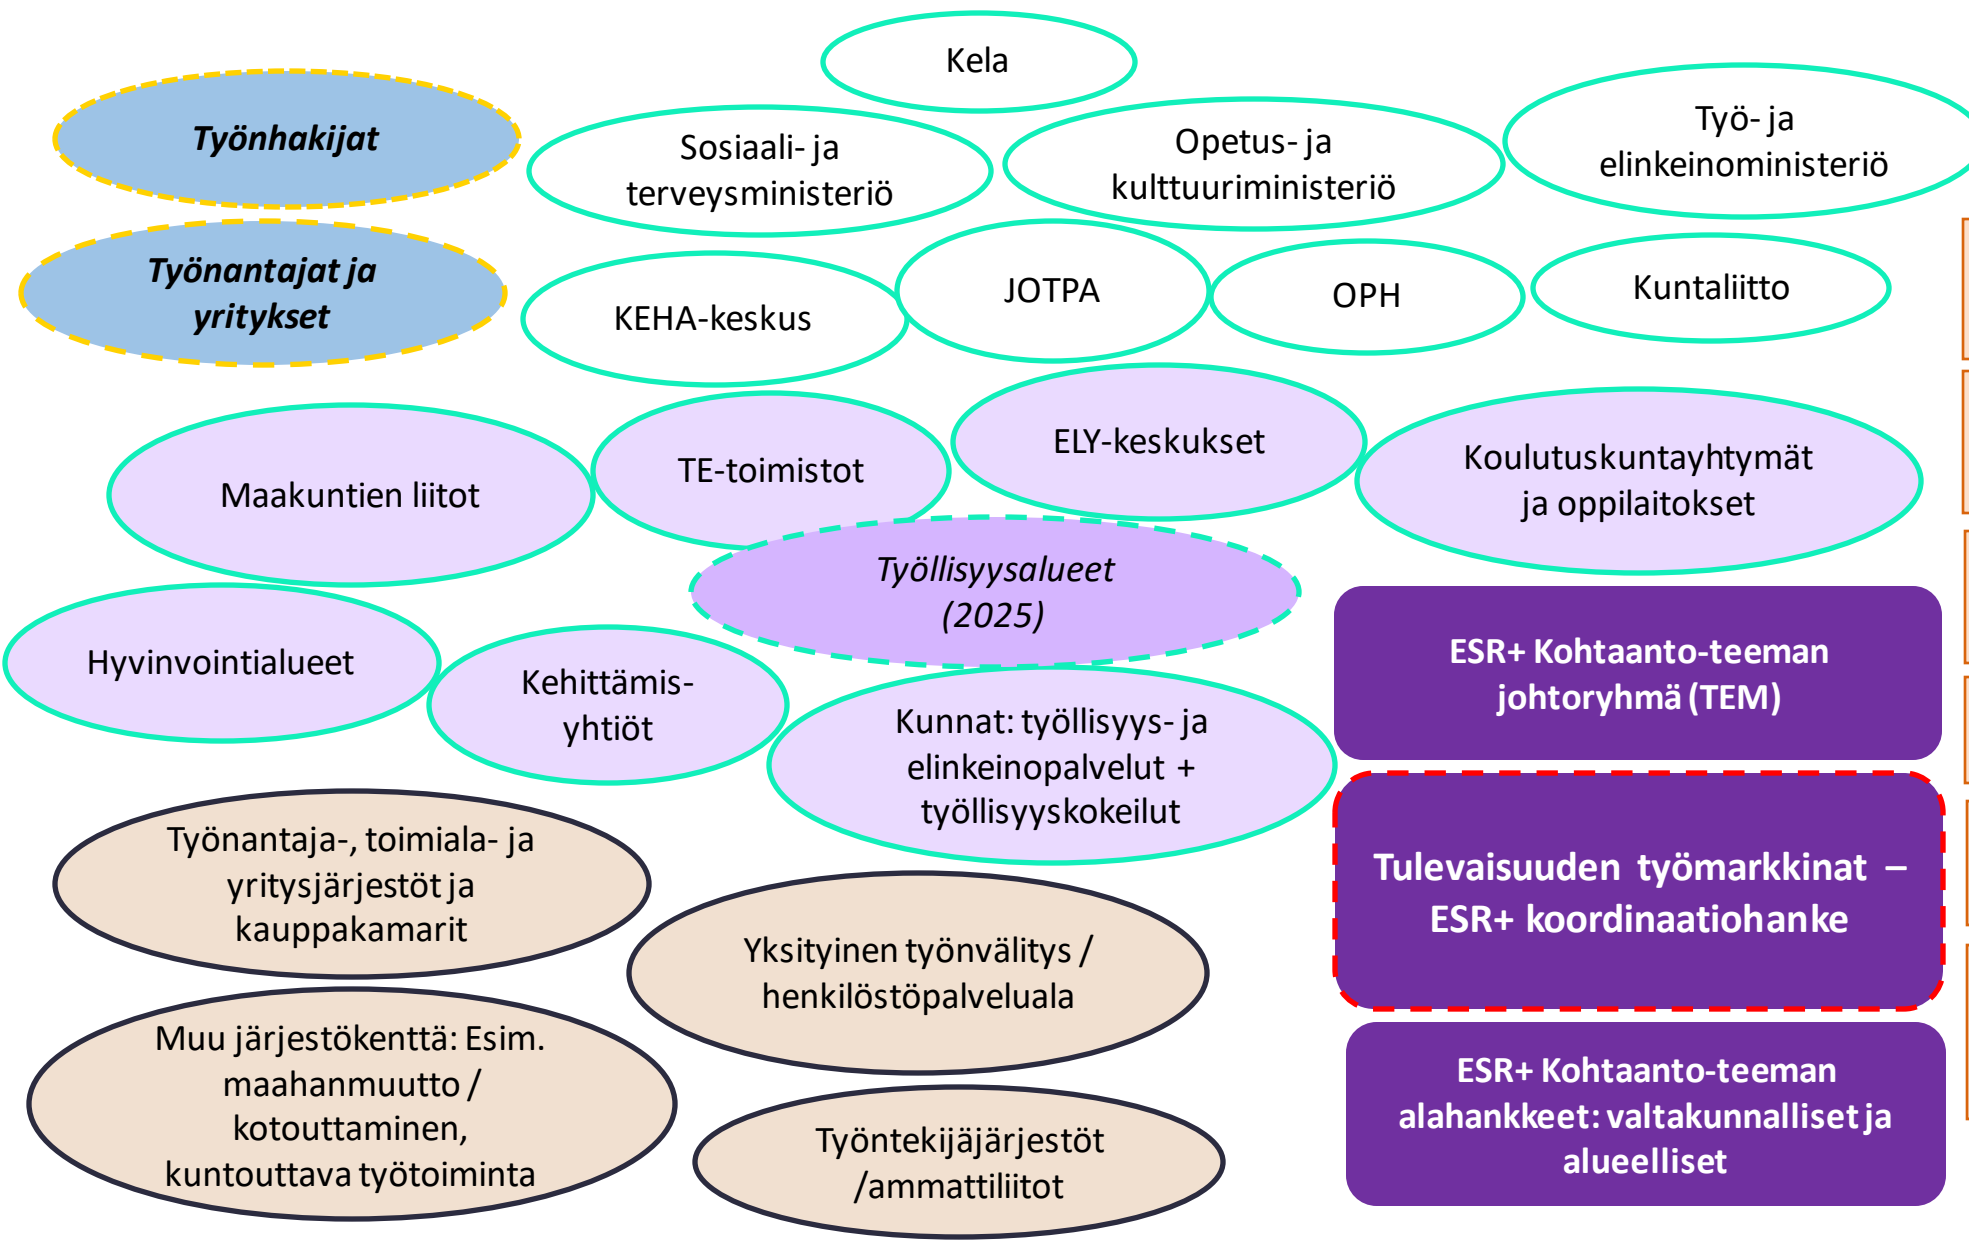 Kela
Työnhakijat
Sosiaali- ja
terveysministeriö
Opetus- ja
kulttuuriministeriö
Työ- ja
elinkeinoministeriö
Työnantajat ja
yritykset
KEHA-keskus
JOTPA
OPH
Kuntaliitto
Maakuntien liitot
TE-toimistot
ELY-keskukset
Koulutuskuntayhtymät
ja oppilaitokset
Työllisyysalueet
(2025)
Hyvinvointialueet
Kehittämis-
yhtiöt
Kunnat: työllisyys- ja
elinkeinopalvelut +
työllisyyskokeilut
ESR+ Kohtaanto-teeman
johtoryhmä (TEM)
Työnantaja-, toimiala- ja
yritysjärjestöt ja
kauppakamarit
Yksityinen työnvälitys /
henkilöstöpalveluala
Tulevaisuuden työmarkkinat –
ESR+ koordinaatiohanke
Muu järjestökenttä: Esim.
maahanmuutto /
kotouttaminen,
kuntouttava työtoiminta
Työntekijäjärjestöt
/ammattiliitot
ESR+ Kohtaanto-teeman
alahankkeet: valtakunnalliset ja
alueelliset